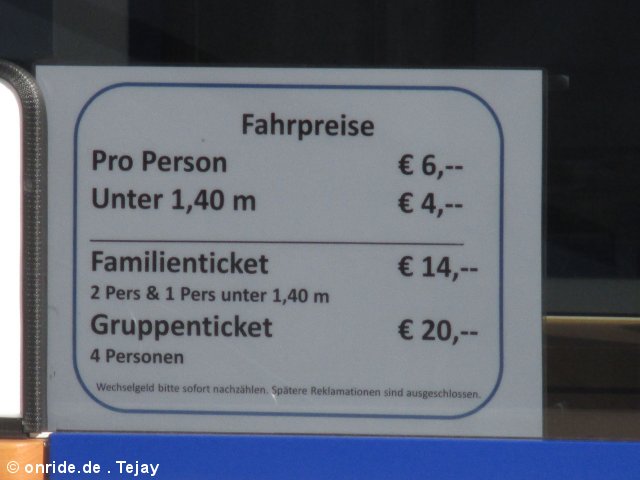 Fahrpreise
Pro Person € 6,--
Unter 1,40 m € 4,--
Familienticket € 14,--
2 Pers & 1 Pers unter 1,40 m
Gruppenticket € 20,--
4 Personen
Wechselgeld bitte sofort nachzählen. Spätere Reklamationen sind ausgeschlossen.
© onride.de . Tejay